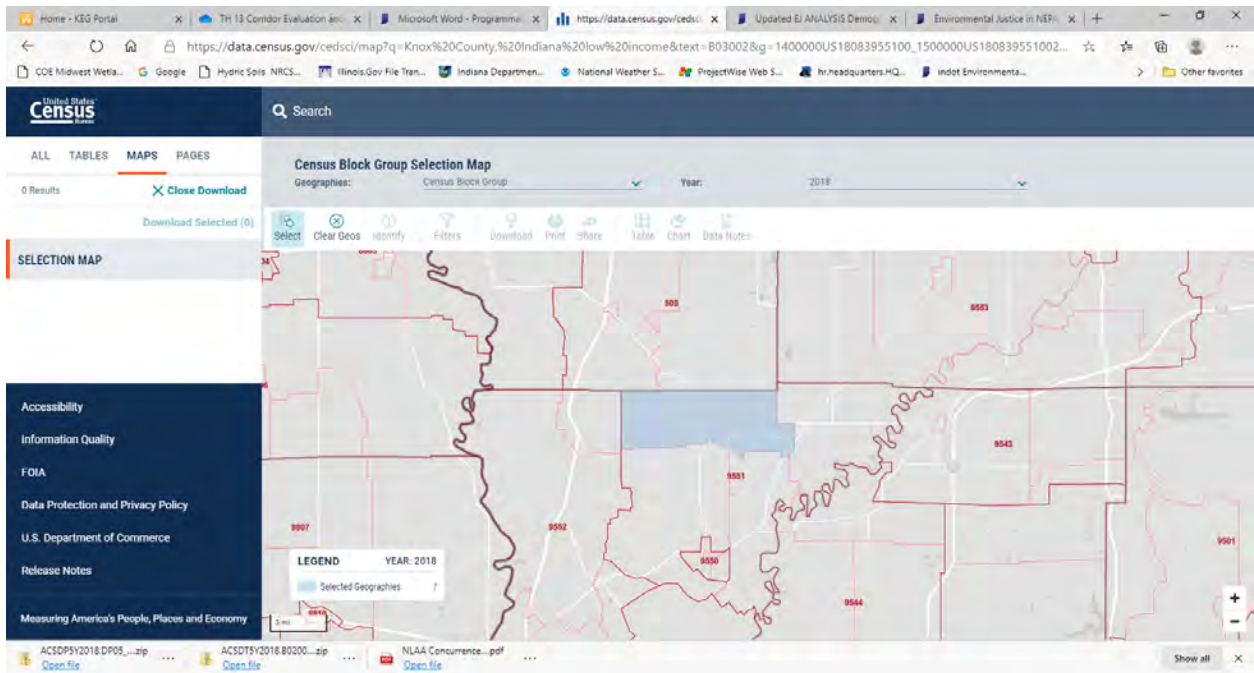 Home - KEG Portal
TH 13 Corridor Evaluation and
Microsoft Word - Programma
https://data.census.gov/cedsci
Updated EJ ANALYSIS Demog
Environmental Justice in NEPA
https://data.census.gov/cedsci/map?q=Knox%20County,%20Indiana%20low%20income&text=B03002&g=1400000US18083955100_1500000US180839551002...
COE Midwest Wetla...
Google
Hydric Soils NRCS...
Illinois.Gov File Tran...
Indiana Departmen...
National Weather S...
ProjectWise Web S...
hr.headquarters.HQ...
indot Environmenta...
Other favorites
United States
Census
Bureau
Search
ALL TABLES MAPS PAGES
0 Results
Close Download
Download Selected (0)
SELECTION MAP
Census Block Group Selection Map
Geographies: Census Block Group
Year: 2018
Select
Clear Geos
Identify
Filters
Download
Print
Share
Table
Chart
Data Notes
509
9553
9543
9551
9552
9907
9550
9544
9501
LEGEND YEAR: 2018
Selected Geographies
3 mi
Accessibility
Information Quality
FOIA
Data Protection and Privacy Policy
U.S. Department of Commerce
Release Notes
Measuring America's People, Places and Economy
+
−
ACSDP5Y2018.DP05_....zip
Open file
ACSDT5Y2018.B0200...zip
Open file
NLAA Concurrence...pdf
Open file
Show all